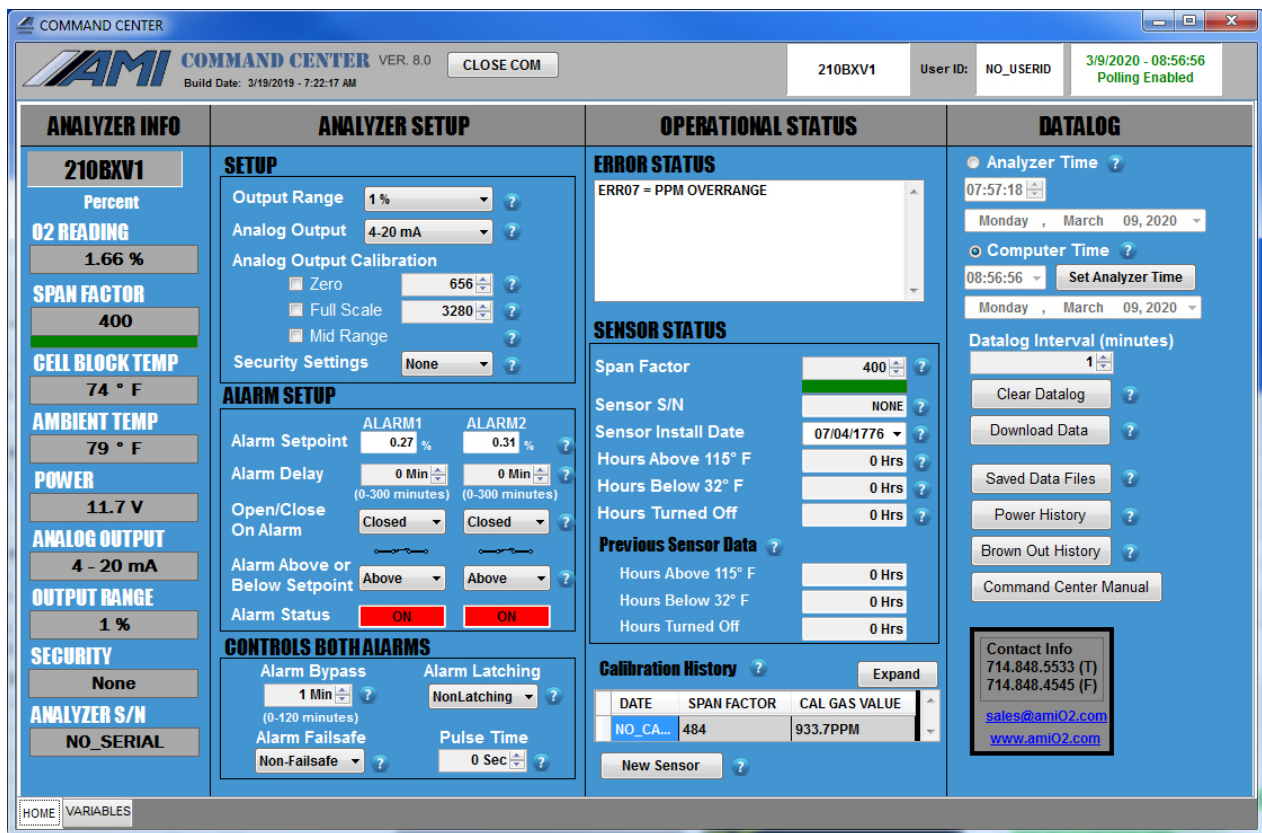 COMMAND CENTER
AMI COMMAND CENTER VER. 8.0 CLOSE COM
Build Date: 3/19/2019 - 7:22:17 AM
210BXV1 User ID: NO_USERID
3/9/2020 - 08:56:56
Polling Enabled
ANALYZER INFO
210BXV1
Percent
O2 READING
1.66 %
SPAN FACTOR
400
CELL BLOCK TEMP
74 ° F
AMBIENT TEMP
79 ° F
POWER
11.7 V
ANALOG OUTPUT
4 - 20 mA
OUTPUT RANGE
1 %
SECURITY
None
ANALYZER S/N
NO_SERIAL
ANALYZER SETUP
SETUP
Output Range 1 % ?
Analog Output 4-20 mA ?
Analog Output Calibration
Zero 656 ?
Full Scale 3280 ?
Mid Range ?
Security Settings None ?
ALARM SETUP
ALARM1 ALARM2
Alarm Setpoint 0.27 % 0.31 % ?
Alarm Delay 0 Min 0 Min ?
(0-300 minutes) (0-300 minutes)
Open/Close
On Alarm Closed Closed ?
Alarm Above or
Below Setpoint Above Above ?
Alarm Status ON ON
CONTROLS BOTH ALARMS
Alarm Bypass Alarm Latching
1 Min ? NonLatching ?
(0-120 minutes)
Alarm Failsafe Pulse Time
Non-Failsafe ? 0 Sec ?
OPERATIONAL STATUS
ERROR STATUS
ERR07 = PPM OVERRANGE
SENSOR STATUS
Span Factor 400 ?
Sensor S/N NONE ?
Sensor Install Date 07/04/1776 ?
Hours Above 115° F 0 Hrs ?
Hours Below 32° F 0 Hrs ?
Hours Turned Off 0 Hrs ?
Previous Sensor Data ?
Hours Above 115° F 0 Hrs
Hours Below 32° F 0 Hrs
Hours Turned Off 0 Hrs
Calibration History ? Expand
DATE SPAN FACTOR CAL GAS VALUE
NO_CA... 484 933.7PPM
New Sensor ?
DATALOG
Analyzer Time ?
07:57:18
Monday , March 09, 2020
Computer Time ?
08:56:56 Set Analyzer Time
Monday , March 09, 2020
Datalog Interval (minutes)
1
Clear Datalog ?
Download Data ?
Saved Data Files ?
Power History ?
Brown Out History ?
Command Center Manual
Contact Info
714.848.5533 (T)
714.848.4545 (F)
sales@amiO2.com
www.amiO2.com
HOME VARIABLES